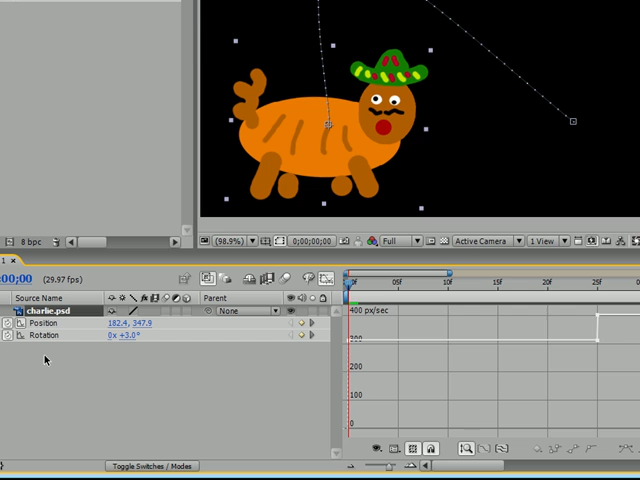 8 bpc
(98.9%) 0;00;00;00 Full Active Camera 1 View
1 ×
:00;00 (29.97 fps)
Source Name Parent
charlie.psd None
Position 182.4, 347.9
Rotation 0x +3.0°
05F 10F 15F 20F 25F
400 px/sec
300
200
100
0
Toggle Switches / Modes